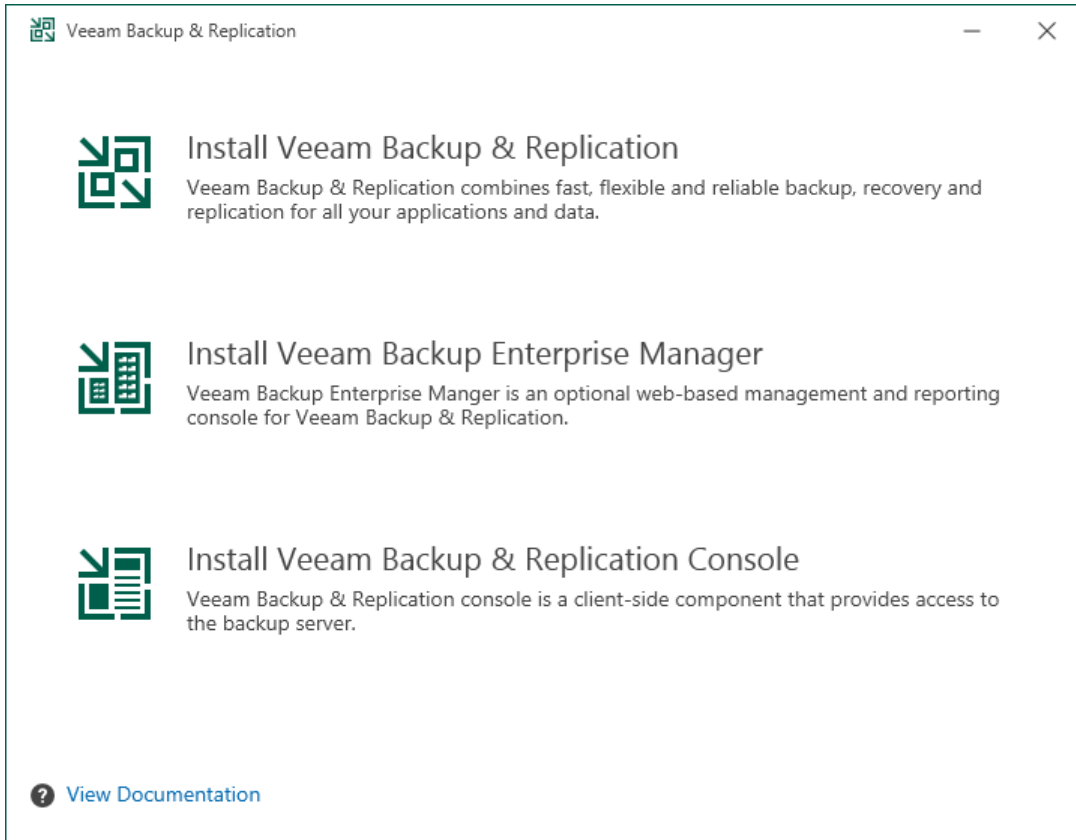 Veeam Backup & Replication
Install Veeam Backup & Replication
Veeam Backup & Replication combines fast, flexible and reliable backup, recovery and
replication for all your applications and data.
Install Veeam Backup Enterprise Manager
Veeam Backup Enterprise Manger is an optional web-based management and reporting
console for Veeam Backup & Replication.
Install Veeam Backup & Replication Console
Veeam Backup & Replication console is a client-side component that provides access to
the backup server.
? View Documentation